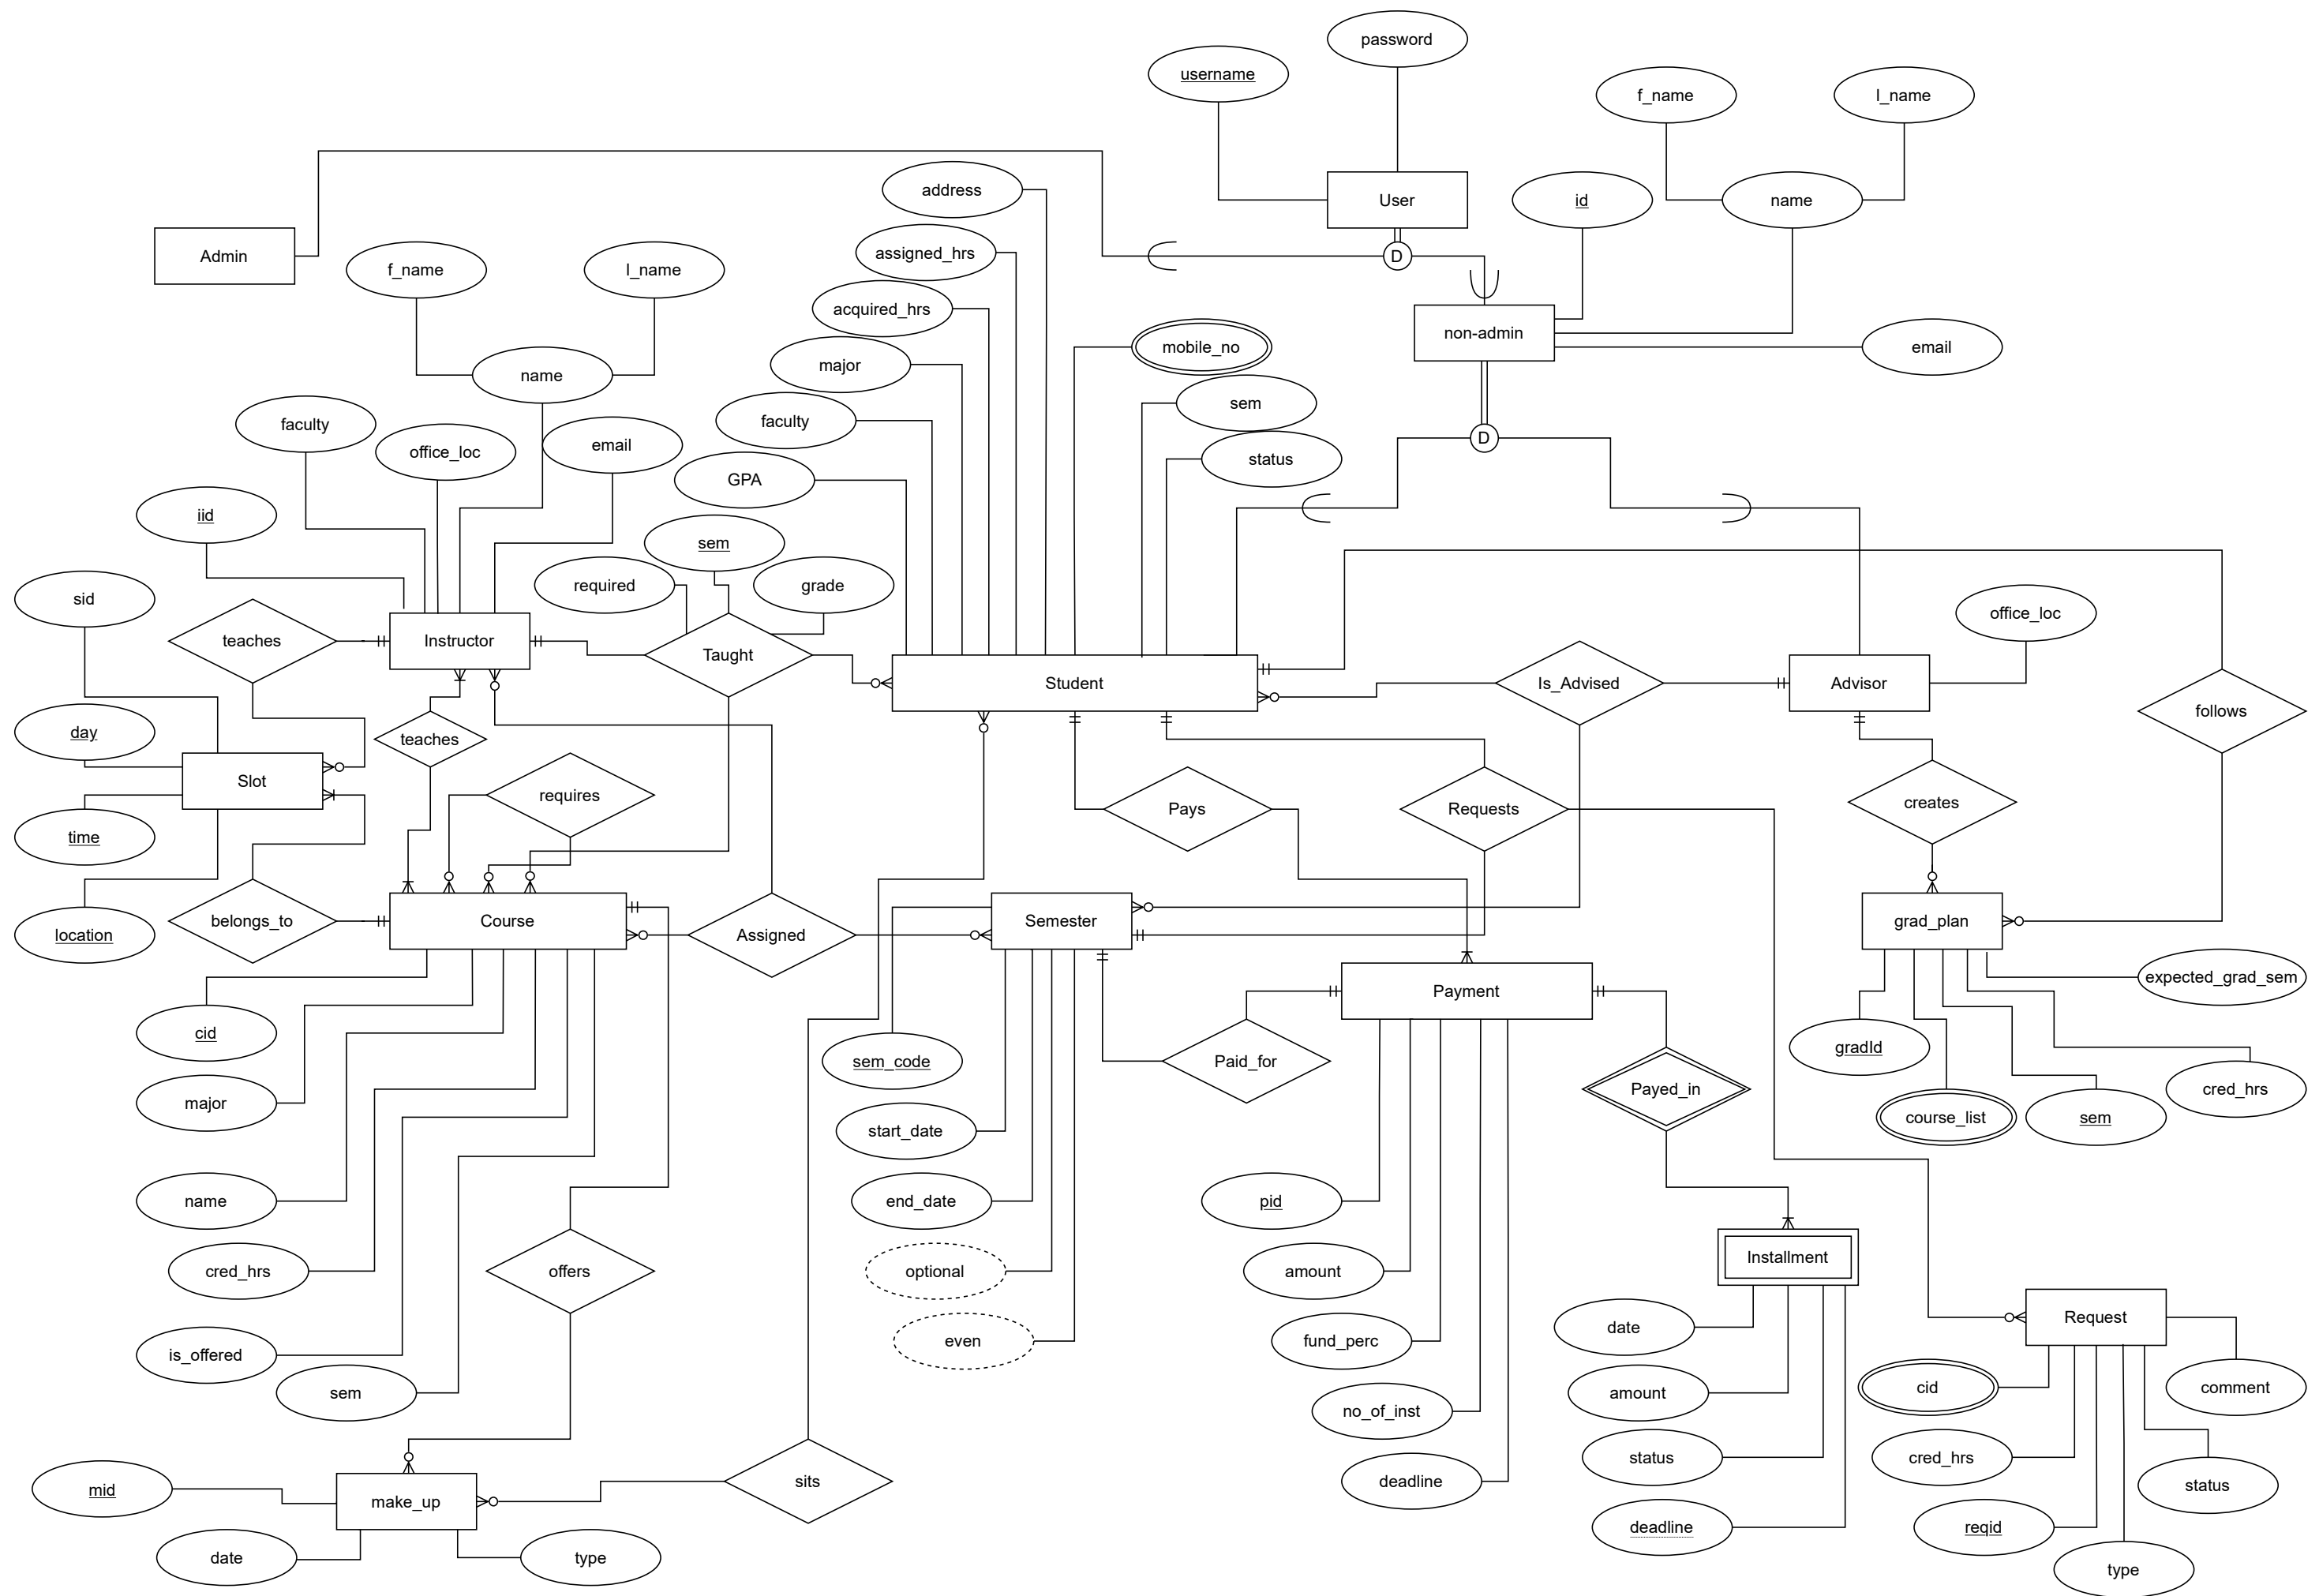 password
username
f_name
l_name
address
User
id
name
Admin
assigned_hrs
D
f_name
l_name
acquired_hrs
non-admin
mobile_no
email
major
name
sem
faculty
faculty
D
office_loc
email
status
GPA
iid
sem
required
grade
sid
office_loc
teaches
Instructor
Taught
Student
Is_Advised
Advisor
follows
day
teaches
Slot
requires
Pays
Requests
creates
time
belongs_to
Course
Assigned
Semester
grad_plan
location
Payment
expected_grad_sem
cid
sem_code
Paid_for
Payed_in
gradId
cred_hrs
major
start_date
course_list
sem
name
end_date
pid
cred_hrs
offers
optional
amount
Installment
is_offered
even
fund_perc
date
Request
sem
no_of_inst
amount
cid
comment
mid
make_up
sits
deadline
status
cred_hrs
status
deadline
reqid
date
type
type